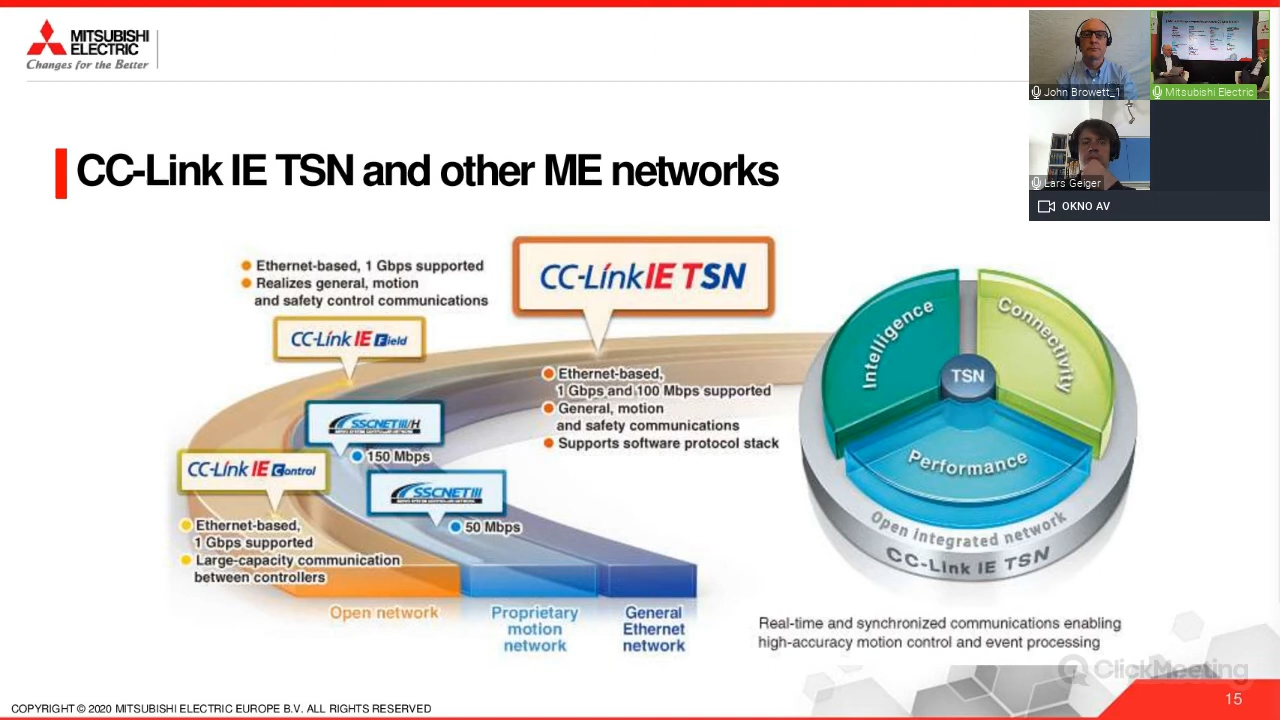 MITSUBISHI
ELECTRIC
Changes for the Better
John Browett_1
Mitsubishi Electric
Lars Geiger
OKNO AV
CC-Link IE TSN and other ME networks
Ethernet-based, 1 Gbps supported
Realizes general, motion
and safety control communications
CC-Link IE Field
CC-Link IE TSN
Ethernet-based,
1 Gbps and 100 Mbps supported
General, motion
and safety communications
Supports software protocol stack
SSCNET III/H
150 Mbps
CC-Link IE Control
SSCNET III
50 Mbps
Ethernet-based,
1 Gbps supported
Large-capacity communication
between controllers
Open network
Proprietary
motion
network
General
Ethernet
network
Intelligence
Connectivity
TSN
Performance
Open integrated network
CC-Link IE TSN
Real-time and synchronized communications enabling
high-accuracy motion control and event processing
ClickMeeting
COPYRIGHT © 2020 MITSUBISHI ELECTRIC EUROPE B.V. ALL RIGHTS RESERVED
15